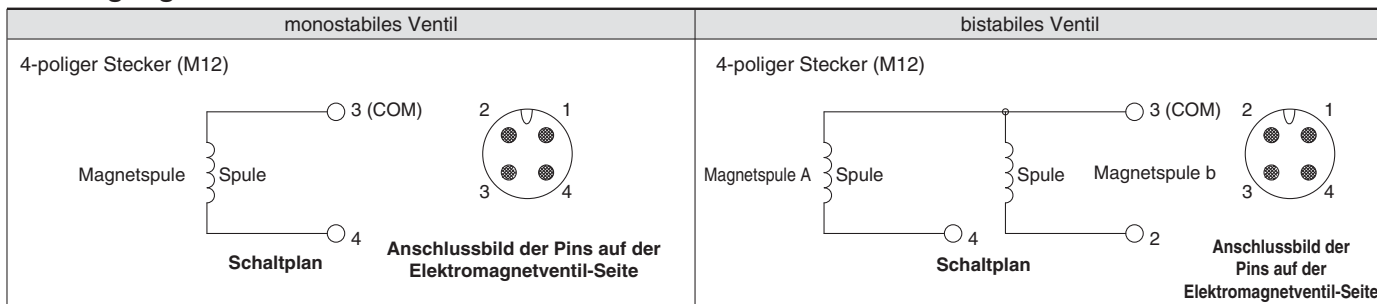 monostabiles Ventil
4-poliger Stecker (M12)
3 (COM)
2
1
Magnetspule
Spule
3
4
4
Schaltplan
Anschlussbild der Pins auf der
Elektromagnetventil-Seite
bistabiles Ventil
4-poliger Stecker (M12)
3 (COM)
2
1
Magnetspule A
Spule
Spule
Magnetspule b
3
4
4
2
Schaltplan
Anschlussbild der
Pins auf der
Elektromagnetventil-Seite